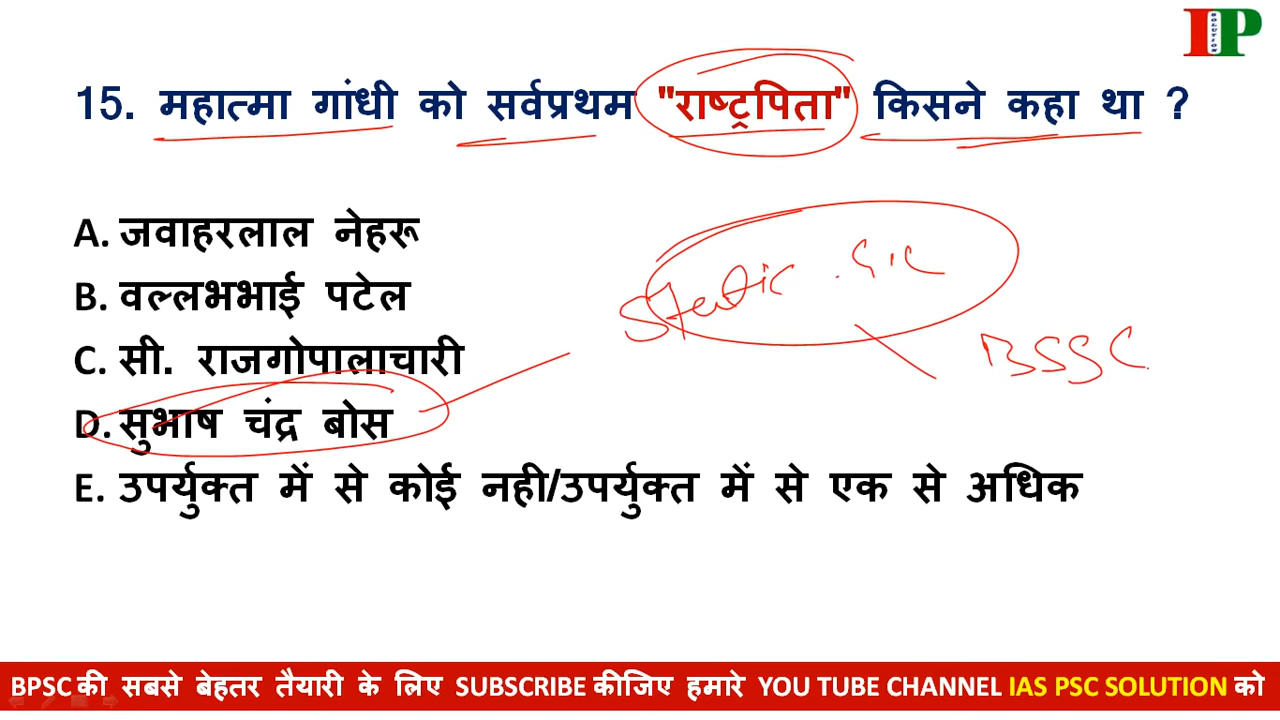 IP
SOLUTION
15. महात्मा गांधी को सर्वप्रथम "राष्ट्रपिता" किसने कहा था ?
A. जवाहरलाल नेहरू
B. वल्लभभाई पटेल
Static G.K
C. सी. राजगोपालाचारी
BSSC
D. सुभाष चंद्र बोस
E. उपर्युक्त में से कोई नही/उपर्युक्त में से एक से अधिक
BPSC की सबसे बेहतर तैयारी के लिए SUBSCRIBE कीजिए हमारे YOU TUBE CHANNEL IAS PSC SOLUTION को